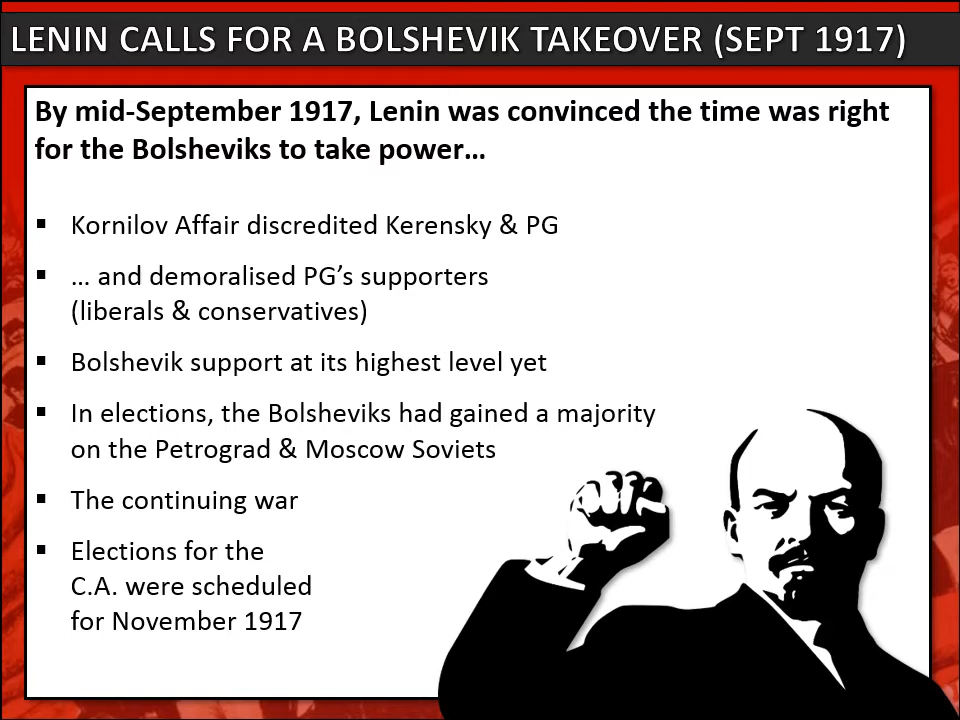 LENIN CALLS FOR A BOLSHEVIK TAKEOVER (SEPT 1917)
By mid-September 1917, Lenin was convinced the time was right
for the Bolsheviks to take power…
▪ Kornilov Affair discredited Kerensky & PG
▪ … and demoralised PG’s supporters
(liberals & conservatives)
▪ Bolshevik support at its highest level yet
▪ In elections, the Bolsheviks had gained a majority
on the Petrograd & Moscow Soviets
▪ The continuing war
▪ Elections for the
C.A. were scheduled
for November 1917